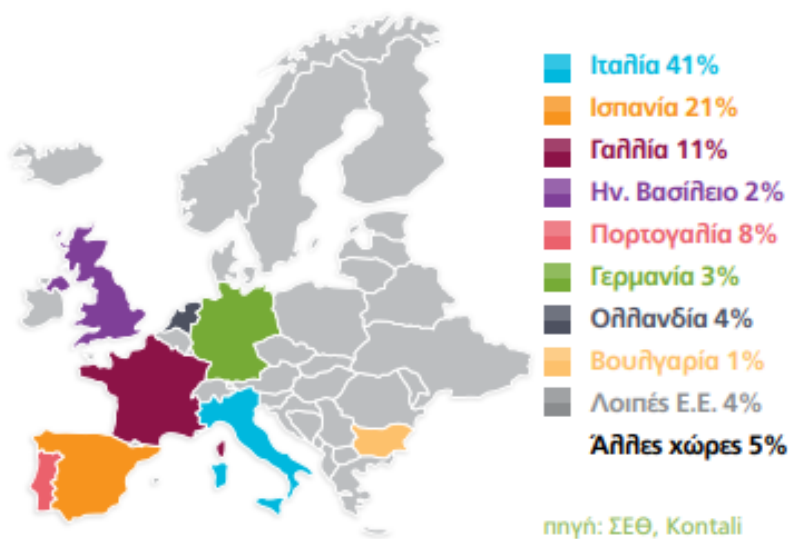 Ιταλία 41%
Ισπανία 21%
Γαλλία 11%
Ην. Βασίλειο 2%
Πορτογαλία 8%
Γερμανία 3%
Ολλανδία 4%
Βουλγαρία 1%
Λοιπές Ε.Ε. 4%
Άλλες χώρες 5%
πηγή: ΣΕΘ, Kontali